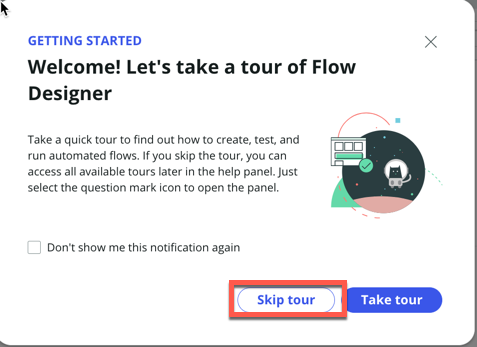 GETTING STARTED
Welcome! Let's take a tour of Flow
Designer
Take a quick tour to find out how to create, test, and
run automated flows. If you skip the tour, you can
access all available tours later in the help panel. Just
select the question mark icon to open the panel.
Don't show me this notification again
Skip tour
Take tour